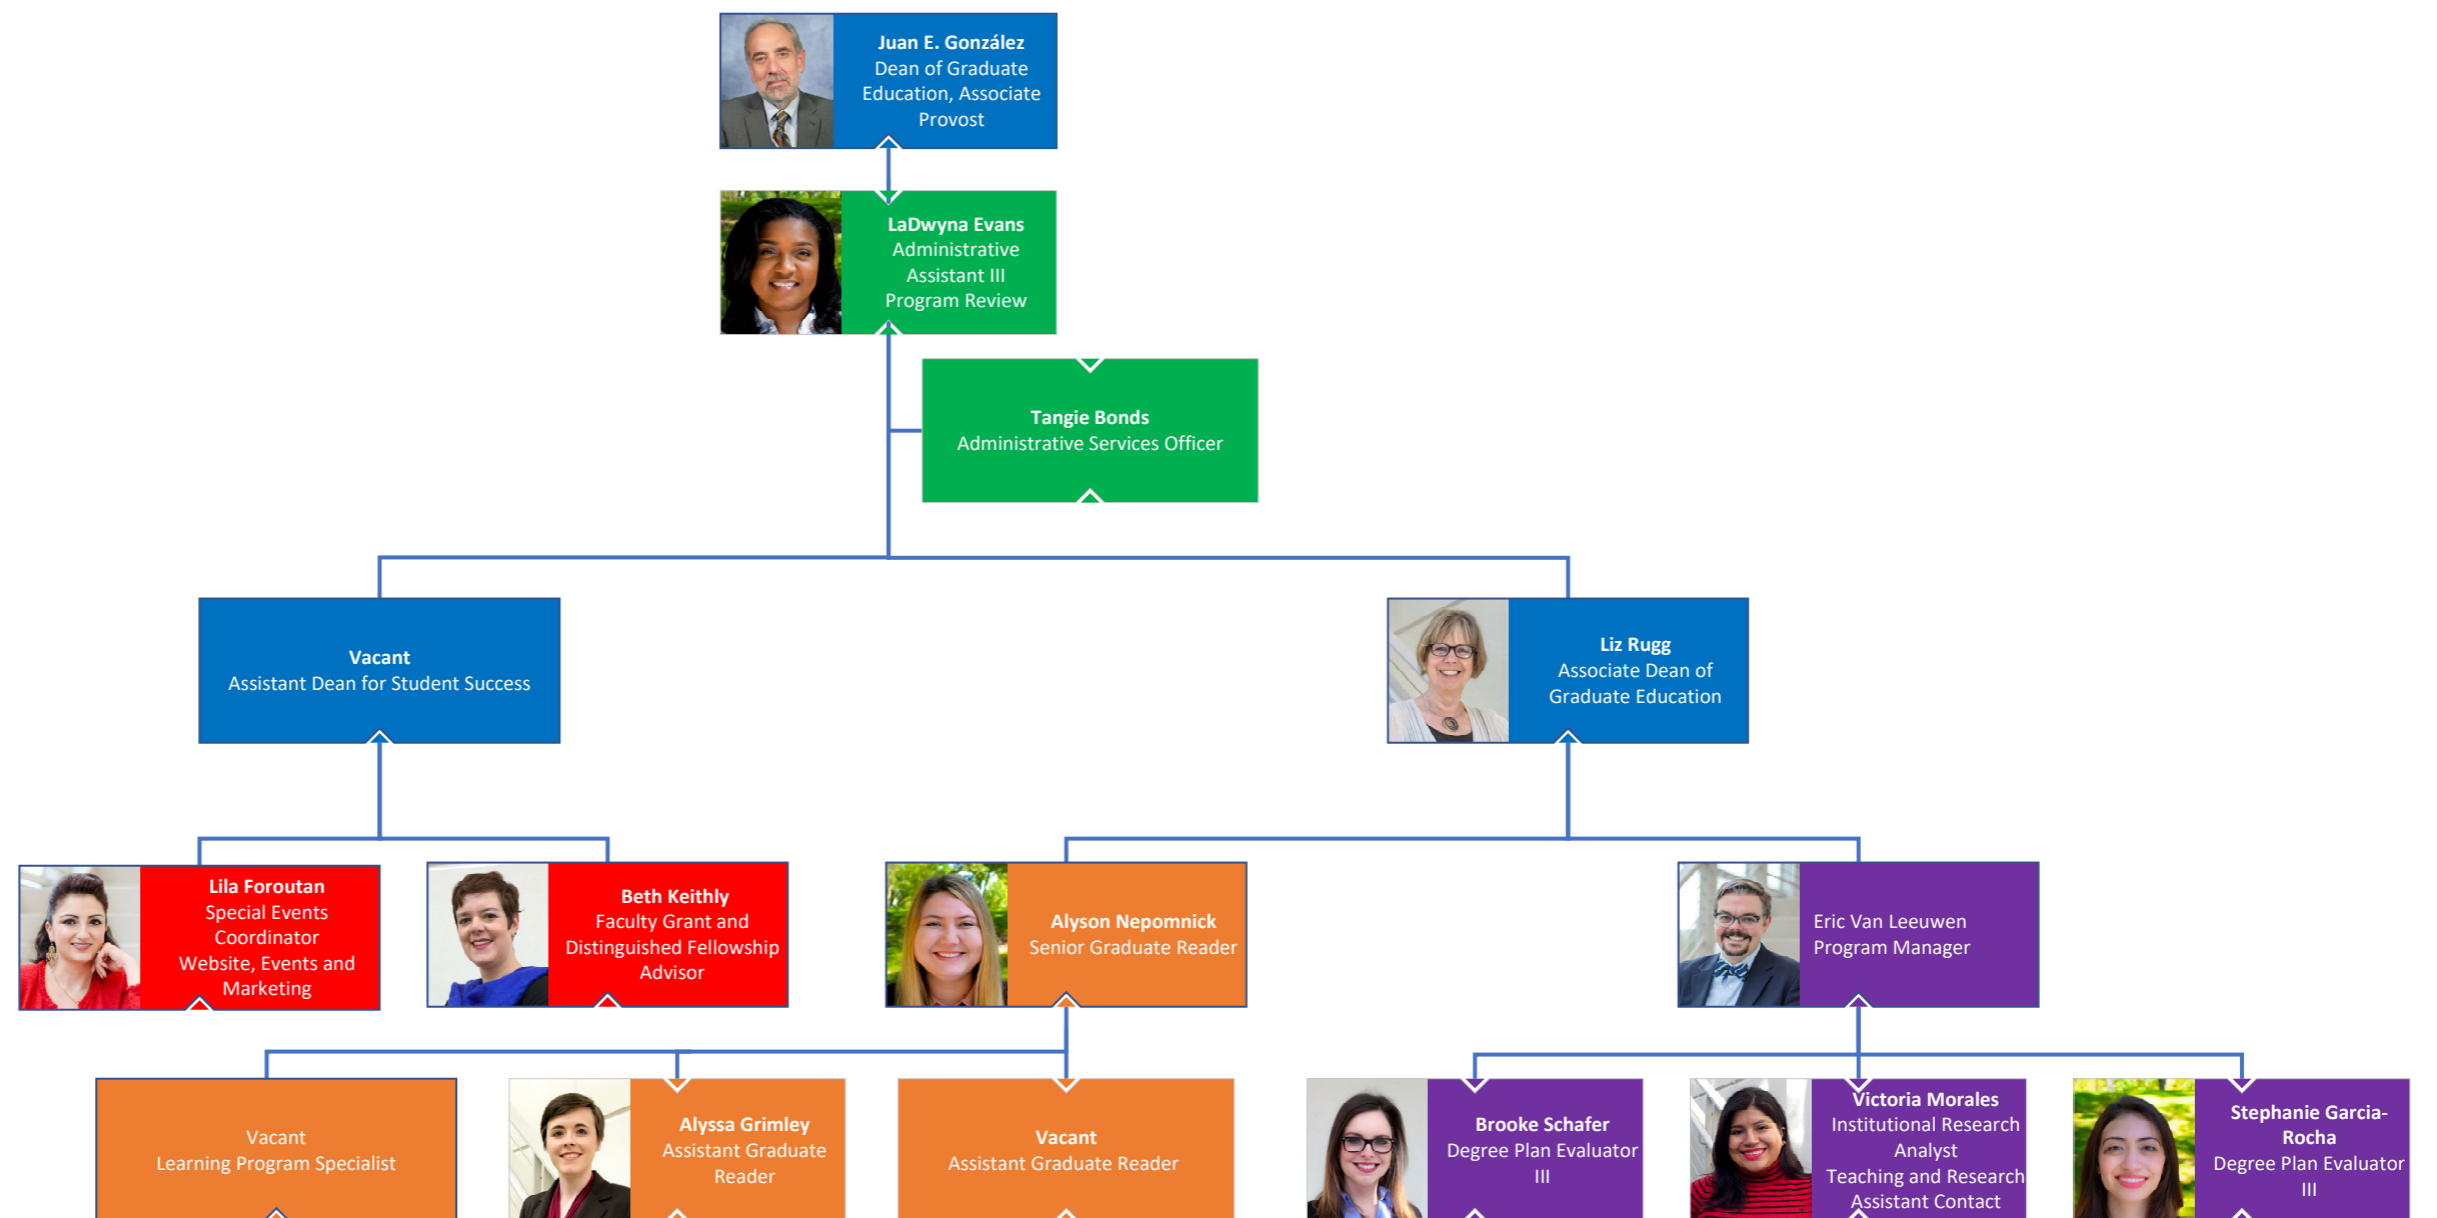 Juan E. González
Dean of Graduate
Education, Associate
Provost
LaDwyna Evans
Administrative
Assistant III
Program Review
Tangie Bonds
Administrative Services Officer
Vacant
Assistant Dean for Student Success
Liz Rugg
Associate Dean of
Graduate Education
Lila Foroutan
Special Events
Coordinator
Website, Events and
Marketing
Beth Keithly
Faculty Grant and
Distinguished Fellowship
Advisor
Alyson Nepomnick
Senior Graduate Reader
Eric Van Leeuwen
Program Manager
Vacant
Learning Program Specialist
Alyssa Grimley
Assistant Graduate
Reader
Vacant
Assistant Graduate Reader
Brooke Schafer
Degree Plan Evaluator
III
Victoria Morales
Institutional Research
Analyst
Teaching and Research
Assistant Contact
Stephanie Garcia-
Rocha
Degree Plan Evaluator
III